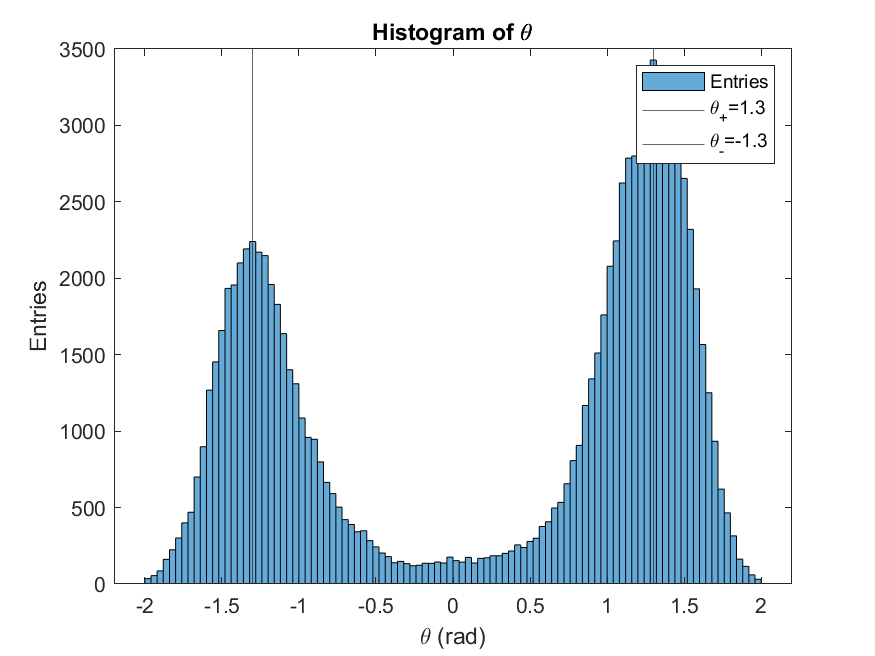 Histogram of θ
3500
3000
2500
2000
1500
1000
500
0
Entries
Entries
θ₊=1.3
θ₋=-1.3
-2 -1.5 -1 -0.5 0 0.5 1 1.5 2
θ (rad)